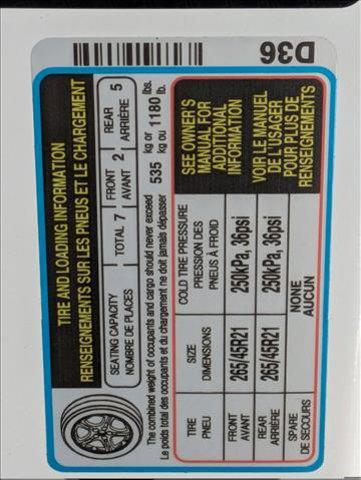 D36
TIRE AND LOADING INFORMATION
RENSEIGNEMENTS SUR LES PNEUS ET LE CHARGEMENT
SEATING CAPACITY
NOMBRE DE PLACES
TOTAL 7
FRONT
AVANT
2
REAR
ARRIÈRE
5
The combined weight of occupants and cargo should never exceed
Le poids total des occupants et du chargement ne doit jamais dépasser
535
kg or 1180 lbs.
kg ou lb.
TIRE
PNEU
SIZE
DIMENSIONS
COLD TIRE PRESSURE
PRESSION DES
PNEUS À FROID
FRONT
AVANT
265/45R21
250kPa, 36psi
REAR
ARRIÈRE
265/45R21
250kPa, 36psi
SPARE
DE SECOURS
NONE
AUCUN
SEE OWNER'S
MANUAL FOR
ADDITIONAL
INFORMATION
VOIR LE MANUEL
DE L'USAGER
POUR PLUS DE
RENSEIGNEMENTS